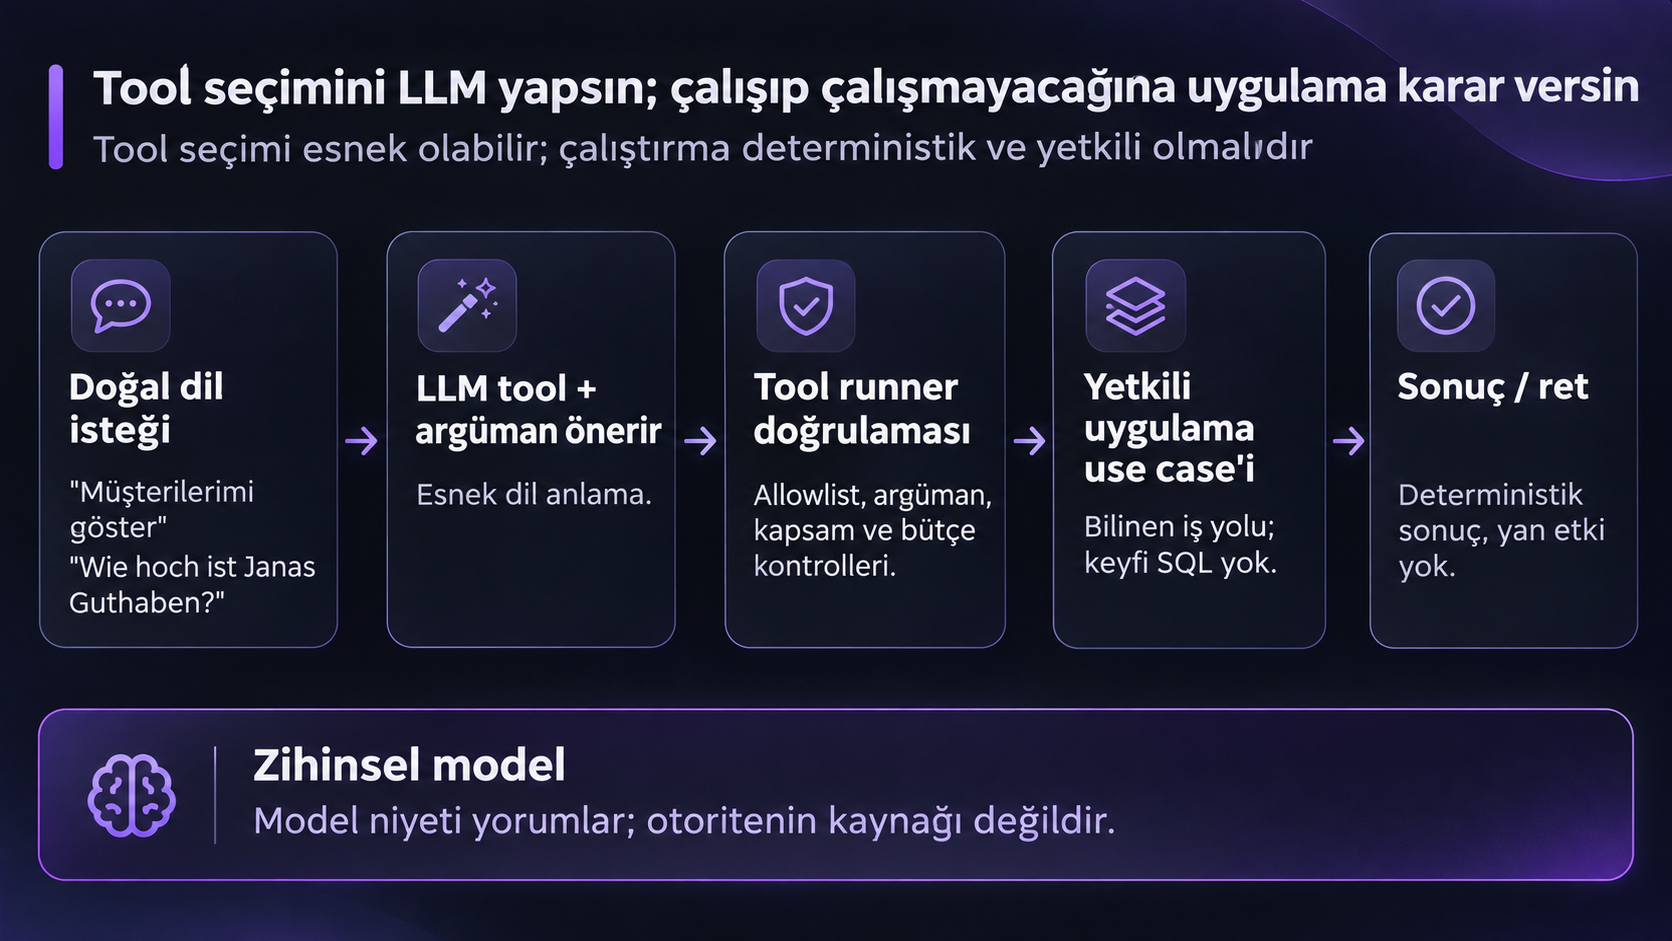 Tool seçimini LLM yapsın; çalışıp çalışmayacağına uygulama karar versin
Tool seçimi esnek olabilir; çalıştırma deterministik ve yetkili olmalıdır
Doğal dil
isteği
"Müşterilerimi
göster"
"Wie hoch ist Janas
Guthaben?"
LLM tool +
argüman önerir
Esnek dil anlama.
Tool runner
doğrulaması
Allowlist, argüman,
kapsam ve bütçe
kontrolleri.
Yetkili
uygulama
use case'i
Bilinen iş yolu;
keyfi SQL yok.
Sonuç / ret
Deterministik
sonuç, yan etki
yok.
Zihinsel model
Model niyeti yorumlar; otoritenin kaynağı değildir.